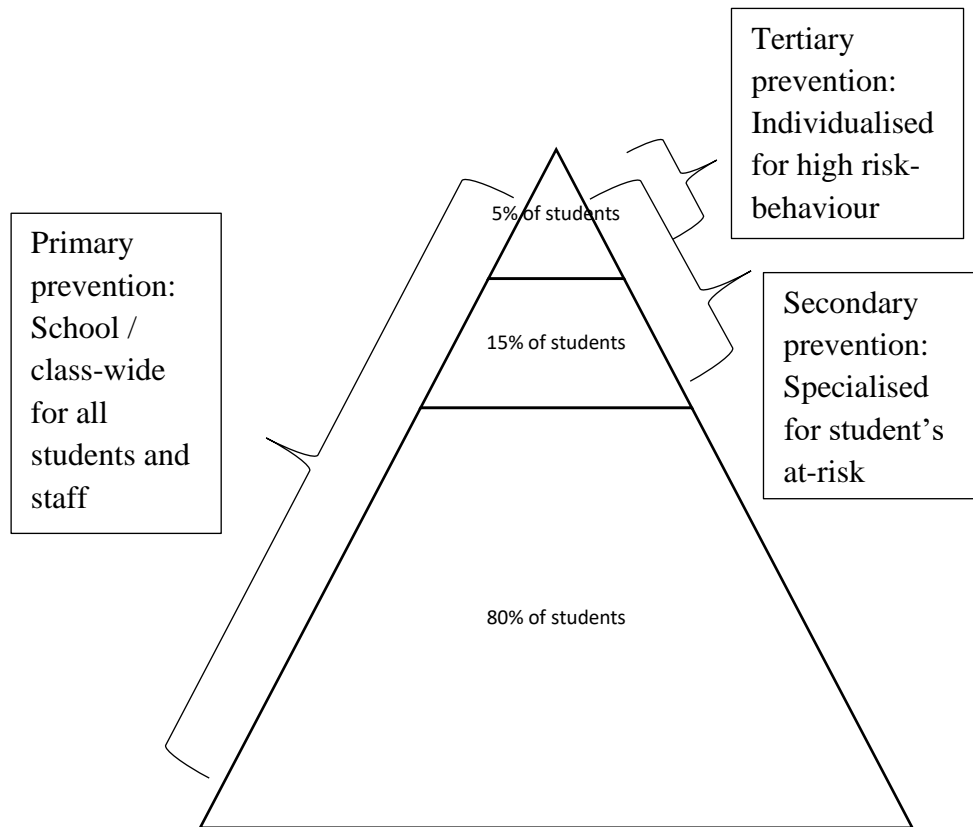 Tertiary
prevention:
Individualised
for high risk-
behaviour
5% of students
Primary
prevention:
School /
class-wide
for all
students and
staff
Secondary
prevention:
Specialised
for student’s
at-risk
15% of students
80% of students